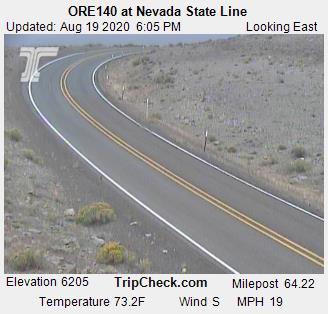 ORE140 at Nevada State Line
Updated: Aug 19 2020 6:05 PM Looking East
Elevation 6205 TripCheck.com Milepost 64.22
Temperature 73.2F Wind S MPH 19